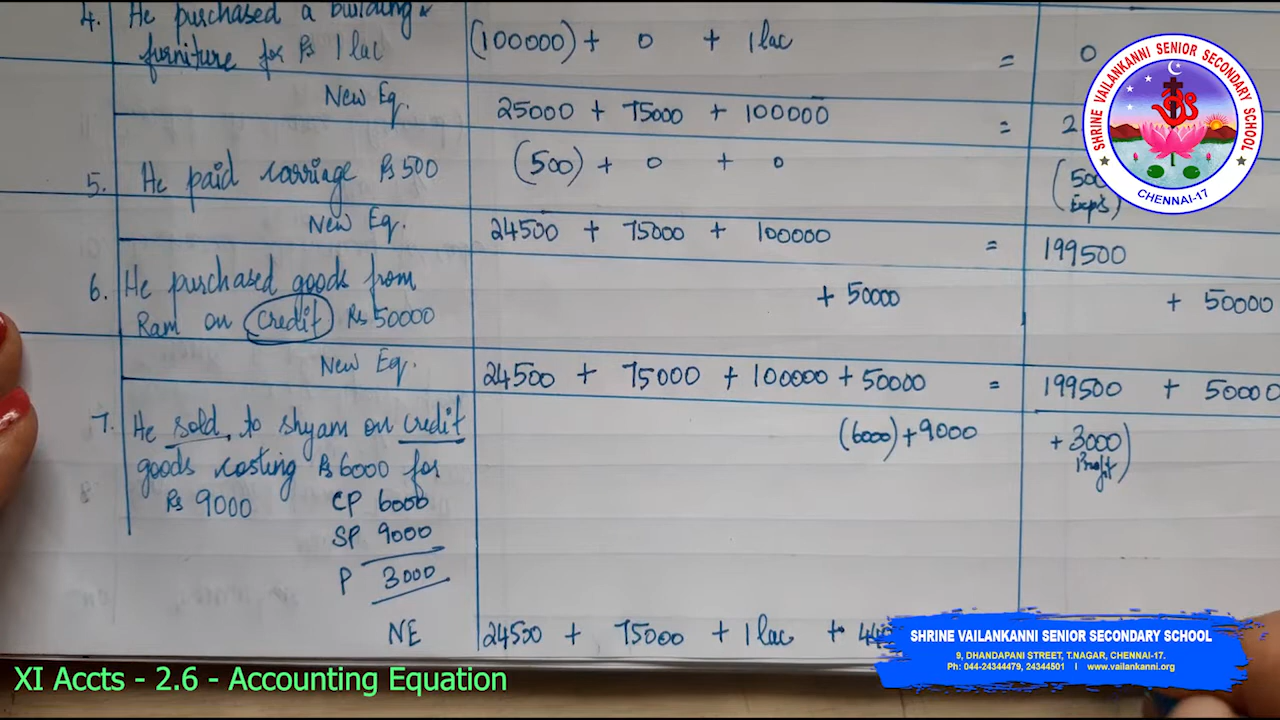 4. He purchased a building &
furniture for Rs 1 lac (100000) + 0 + 1 lac = 0
New Eq. 25000 + 75000 + 100000 = 2
5. He paid carriage Rs 500 (500) + 0 + 0 (500
Exp's)
New Eq. 24500 + 75000 + 100000 = 199500
6. He purchased goods from
Ram on credit Rs 50000 + 50000 + 50000
New Eq. 24500 + 75000 + 100000 + 50000 = 199500 + 50000
7. He sold to Shyam on credit (6000) + 9000 + 3000
goods costing Rs 6000 for Profit
Rs 9000 CP 6000
SP 9000
P 3000
NE 24500 + 75000 + 1 lac +
SHRINE VAILANKANNI SENIOR SECONDARY SCHOOL
CHENNAI-17
SHRINE VAILANKANNI SENIOR SECONDARY SCHOOL
9, DHANDAPANI STREET, T.NAGAR, CHENNAI-17.
Ph: 044-24344479, 24344501 I www.vailankanni.org
XI Accts - 2.6 - Accounting Equation